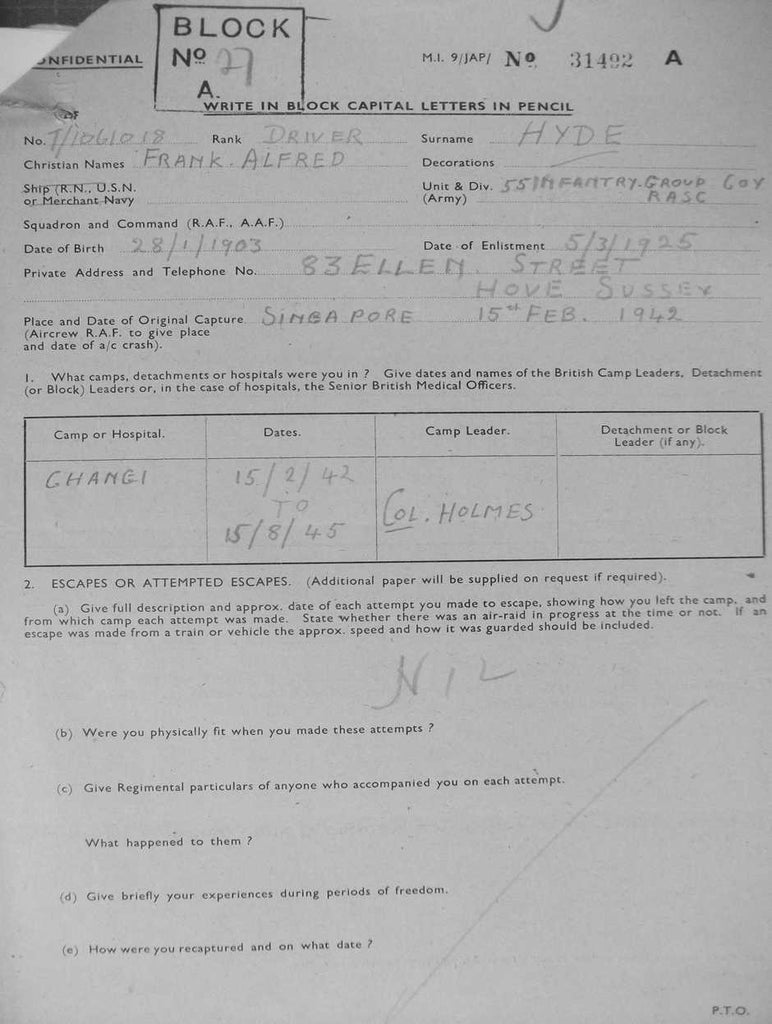 BLOCK
No 27
A.
CONFIDENTIAL
M.I. 9/JAP/ No 31492 A
WRITE IN BLOCK CAPITAL LETTERS IN PENCIL
No. T/1061018 Rank DRIVER Surname HYDE
Christian Names FRANK. ALFRED Decorations
Ship (R.N., U.S.N. or Merchant Navy
Unit & Div. (Army) 55 INFANTRY. GROUP COY RASC
Squadron and Command (R.A.F., A.A.F.)
Date of Birth 28/1/1903 Date of Enlistment 5/3/1925
Private Address and Telephone No. 83 ELLEN. STREET
HOVE SUSSEX
Place and Date of Original Capture SINGAPORE 15TH FEB. 1942
(Aircrew R.A.F. to give place
and date of a/c crash).
1. What camps, detachments or hospitals were you in ? Give dates and names of the British Camp Leaders, Detachment
(or Block) Leaders or, in the case of hospitals, the Senior British Medical Officers.
Camp or Hospital. Dates. Camp Leader. Detachment or Block Leader (if any).
CHANGI 15/2/42 TO 15/8/45 COL. HOLMES
2. ESCAPES OR ATTEMPTED ESCAPES. (Additional paper will be supplied on request if required).
(a) Give full description and approx. date of each attempt you made to escape, showing how you left the camp, and
from which camp each attempt was made. State whether there was an air-raid in progress at the time or not. If an
escape was made from a train or vehicle the approx. speed and how it was guarded should be included.
NIL
(b) Were you physically fit when you made these attempts ?
(c) Give Regimental particulars of anyone who accompanied you on each attempt.
What happened to them ?
(d) Give briefly your experiences during periods of freedom.
(e) How were you recaptured and on what date ?
P.T.O.